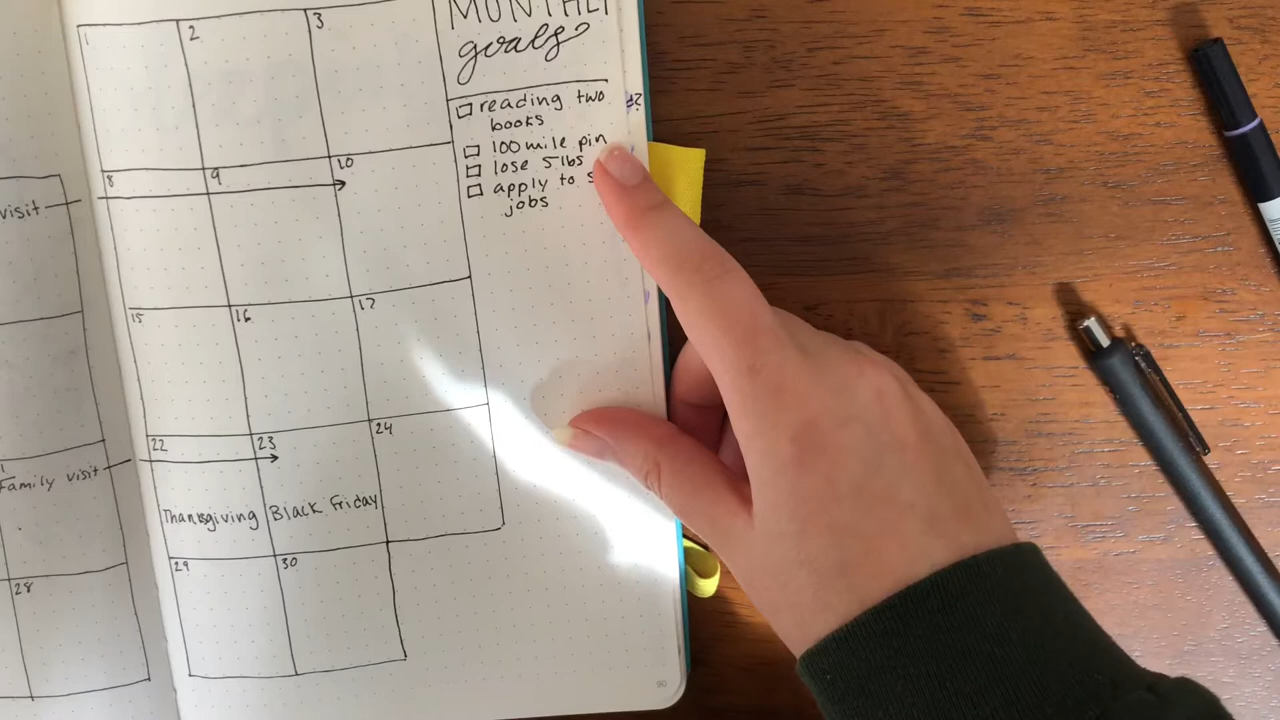 1
2
3
MONTHLY
goals
reading two
books
100 mile pin
lose 5 lbs
apply to
jobs
8
9
10
visit
15
16
17
22
23
24
Family visit
Thanksgiving
Black Friday
28
29
30
90